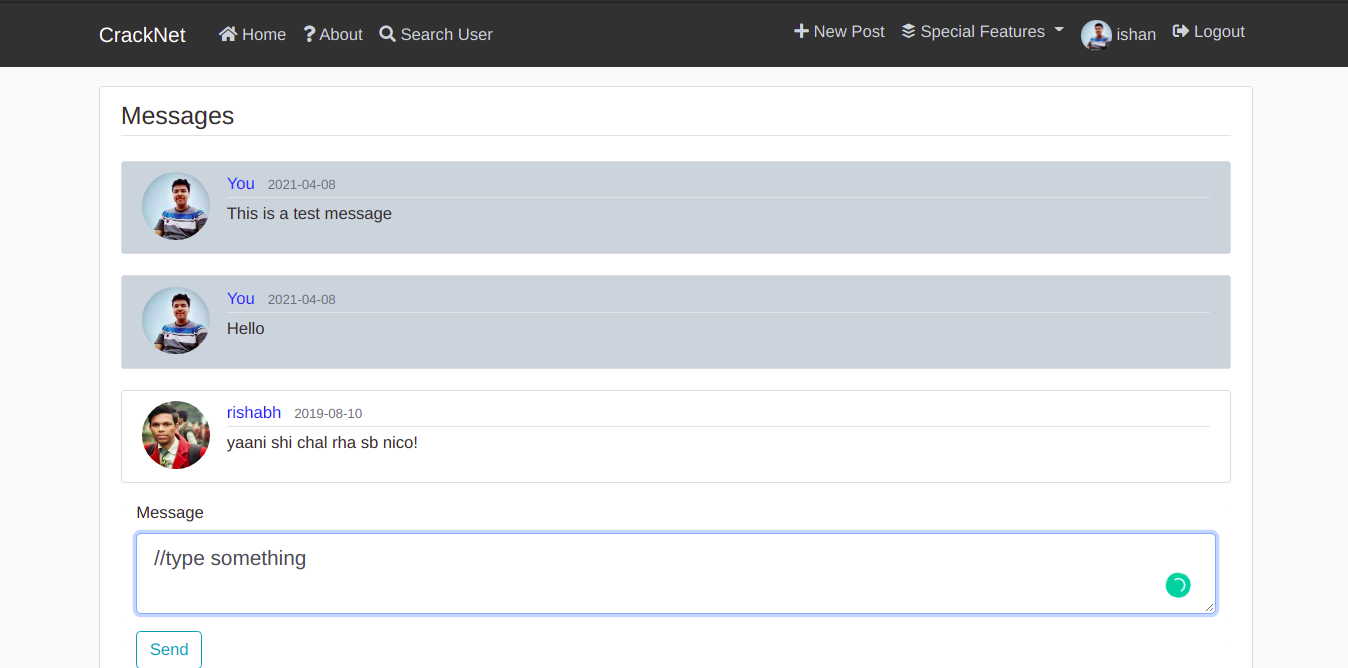 CrackNet Home About Search User New Post Special Features ishan Logout
Messages
You 2021-04-08
This is a test message
You 2021-04-08
Hello
rishabh 2019-08-10
yaani shi chal rha sb nico!
Message
//type something
Send